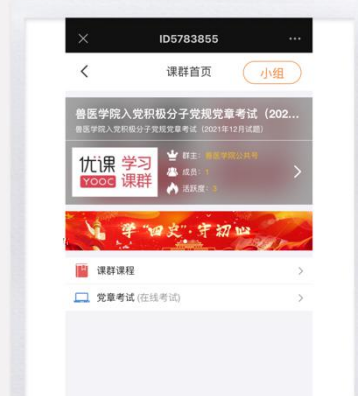 ID5783855
课群首页
小组
兽医学院入党积极分子党规党章考试（202...
兽医学院入党积极分子党规党章考试（2021年12月试题）
优课 学习
YOOC 课群
群主：兽医学院公共号
成员：1
活跃度：3
学“四史”·守初心
课群课程
党章考试 (在线考试)